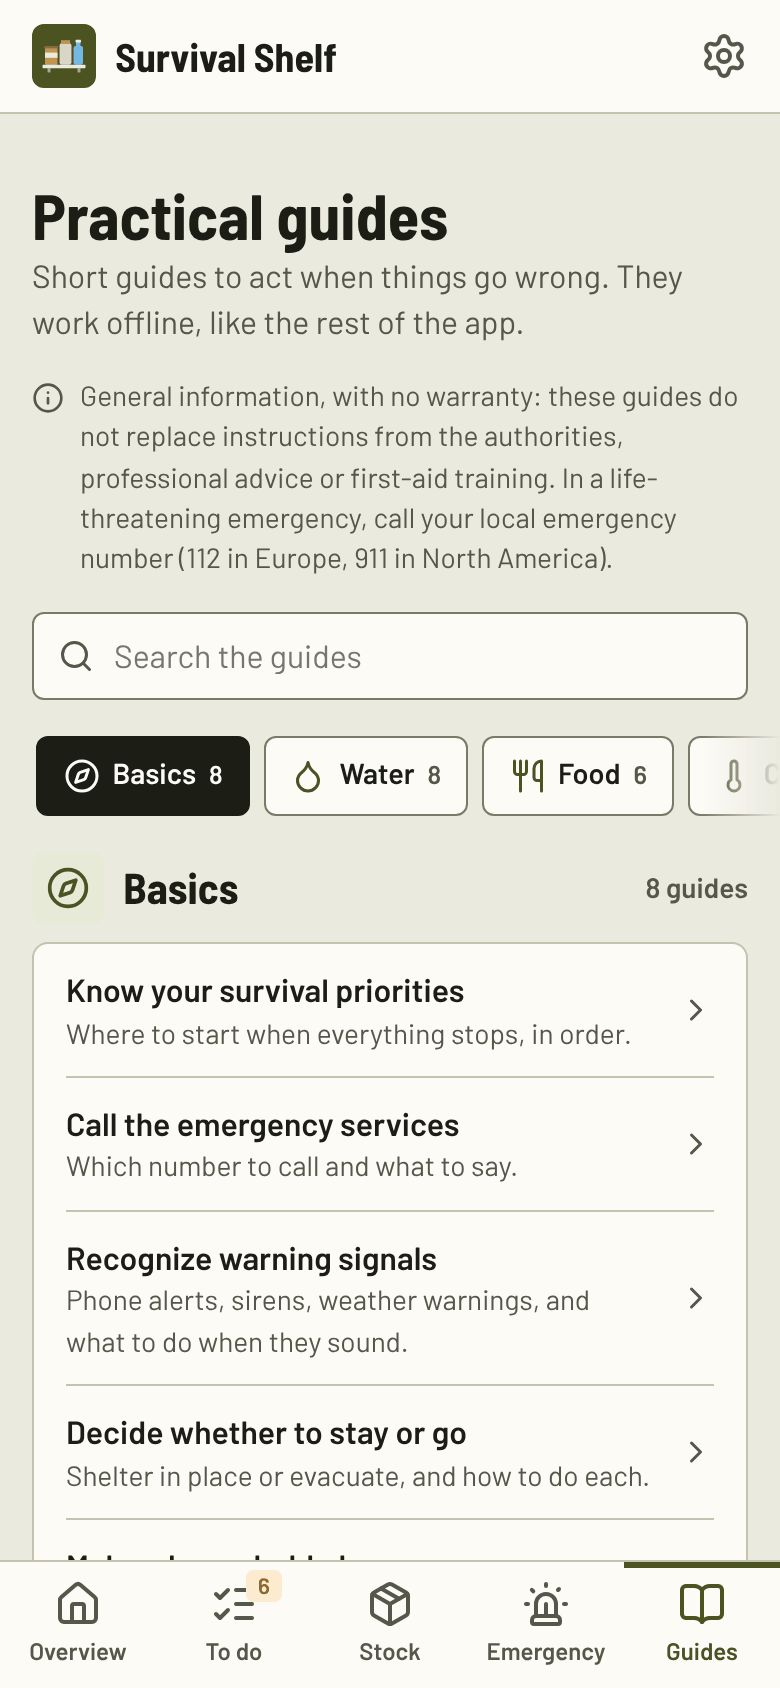 Survival Shelf
Practical guides
Short guides to act when things go wrong. They
work offline, like the rest of the app.
General information, with no warranty: these guides do
not replace instructions from the authorities,
professional advice or first-aid training. In a life-
threatening emergency, call your local emergency
number (112 in Europe, 911 in North America).
Search the guides
Basics 8
Water 8
Food 6
Basics
8 guides
Know your survival priorities
Where to start when everything stops, in order.
Call the emergency services
Which number to call and what to say.
Recognize warning signals
Phone alerts, sirens, weather warnings, and
what to do when they sound.
Decide whether to stay or go
Shelter in place or evacuate, and how to do each.
6
Overview
To do
Stock
Emergency
Guides